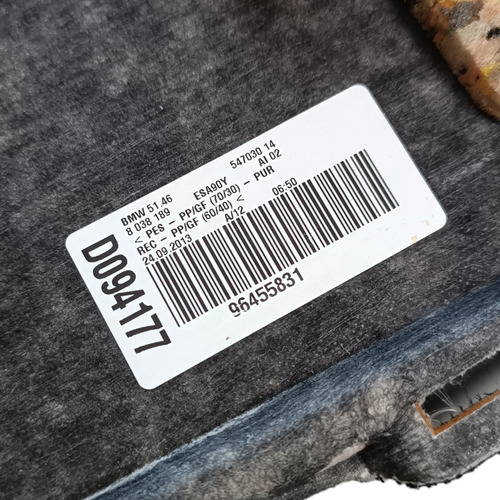 BMW 51.46 ESA90Y 547030 14
8 038 189 AI 02
< PES - PP/GF (70/30) - PUR
REC - PP/GF (60/40) <
24.09.2013 A/12 06:50
96455831
D094177